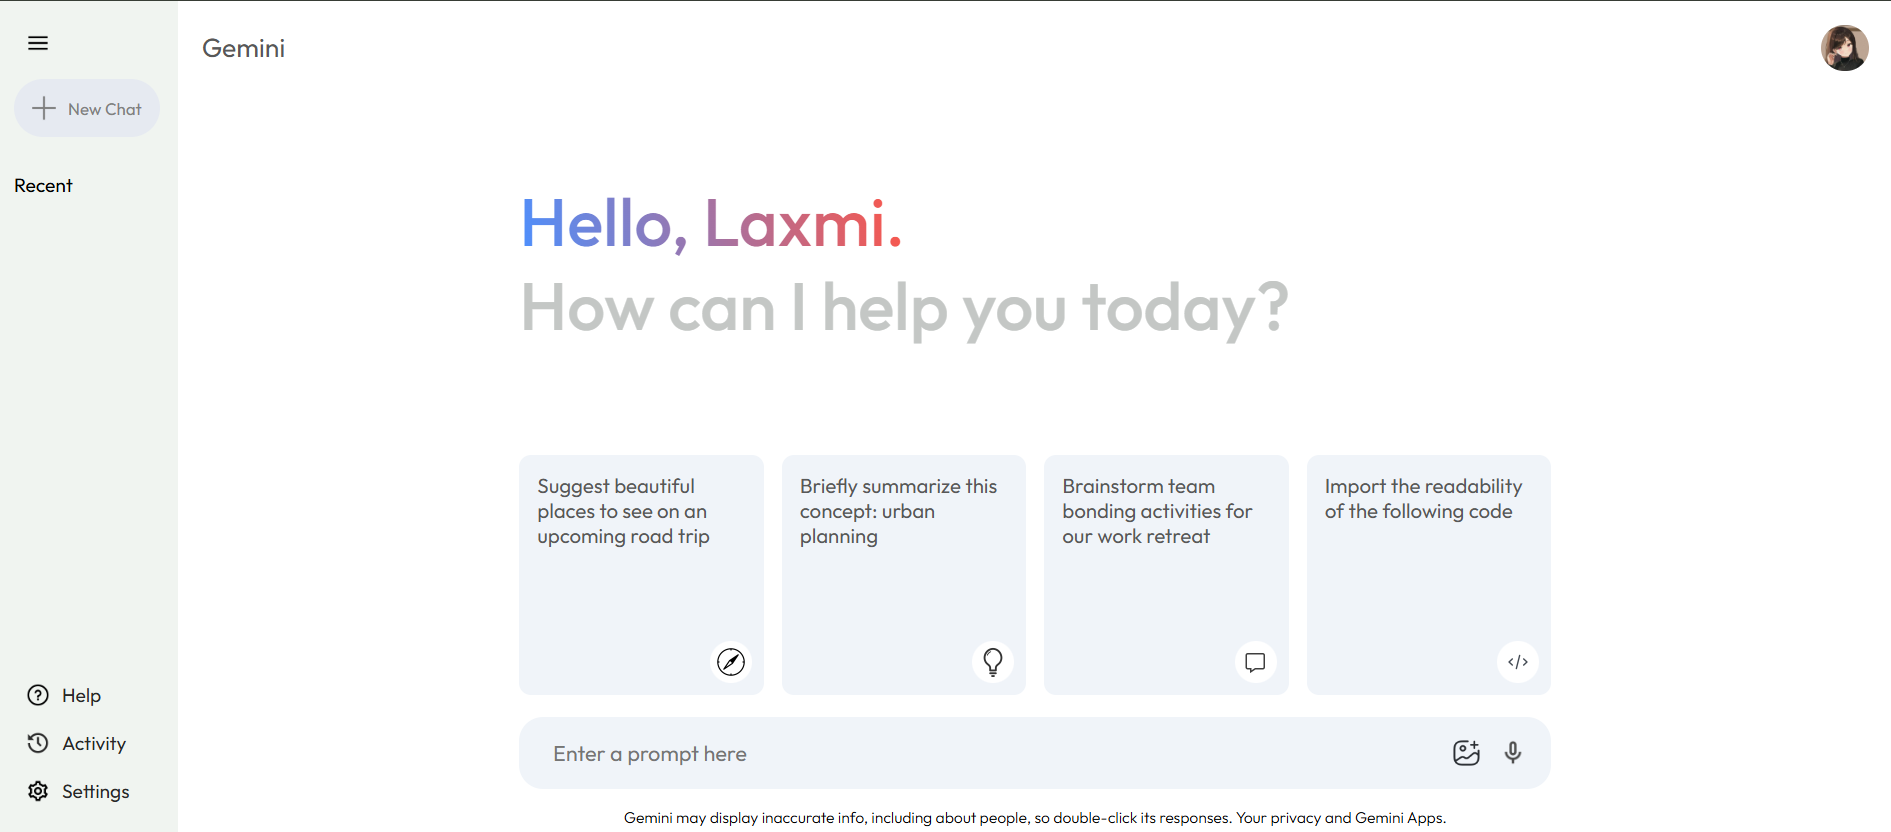 Gemini
New Chat
Recent
Hello, Laxmi.
How can I help you today?
Suggest beautiful
places to see on an
upcoming road trip
Briefly summarize this
concept: urban
planning
Brainstorm team
bonding activities for
our work retreat
Import the readability
of the following code
</>
Help
Activity
Settings
Enter a prompt here
Gemini may display inaccurate info, including about people, so double-click its responses. Your privacy and Gemini Apps.